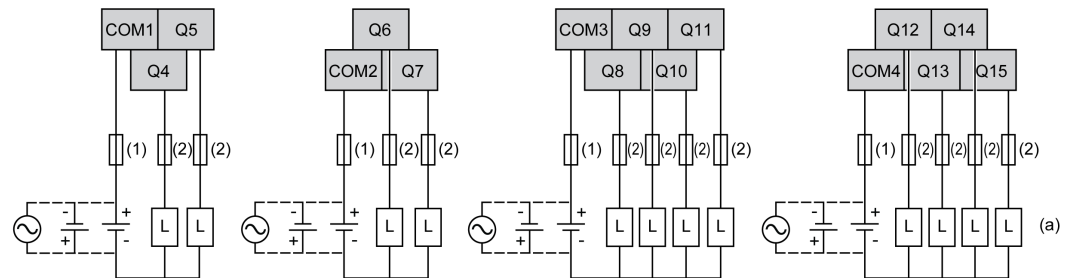 COM1 Q5 Q6 COM3 Q9 Q11 Q12 Q14
Q4 COM2 Q7 Q8 Q10 COM4 Q13 Q15
(1) (2) (2) (1) (2) (2) (1) (2) (2) (2) (2) (1) (2) (2) (2) (2)
- + - + - + - +
L L L L L L L L L L L L (a)
+ - + - + - + -